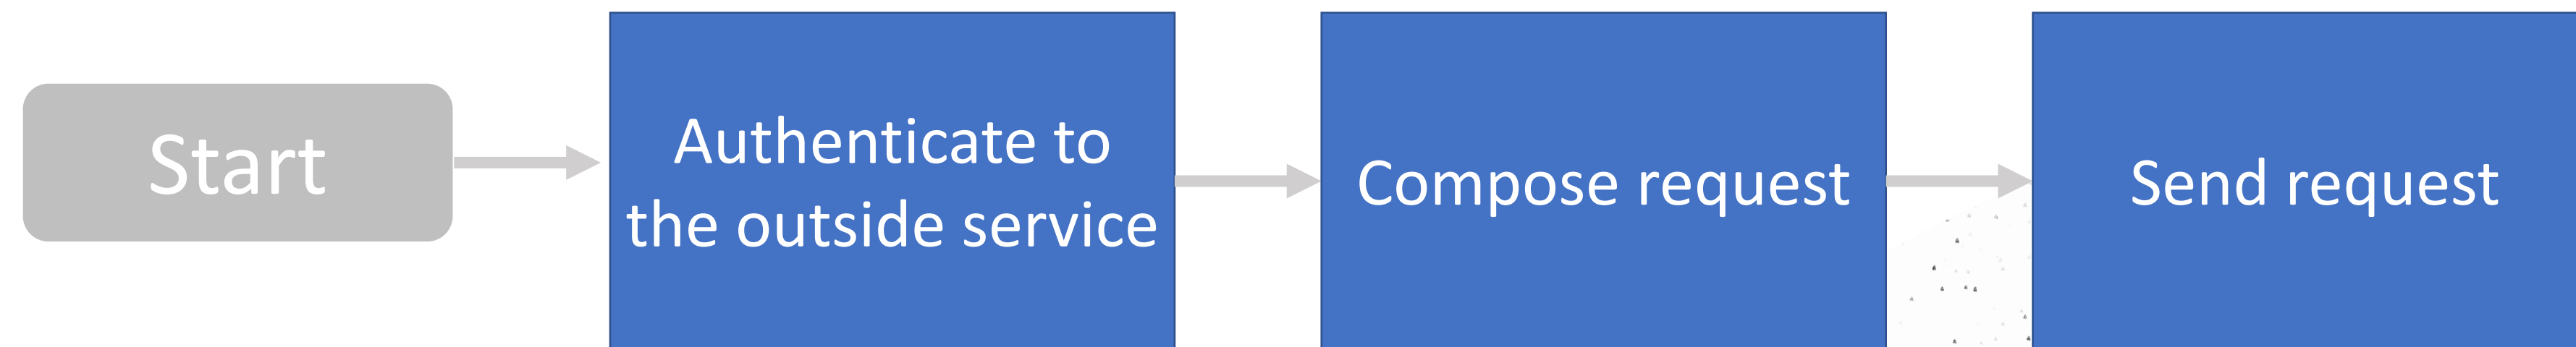 Start
Authenticate to
the outside service
Compose request
Send request